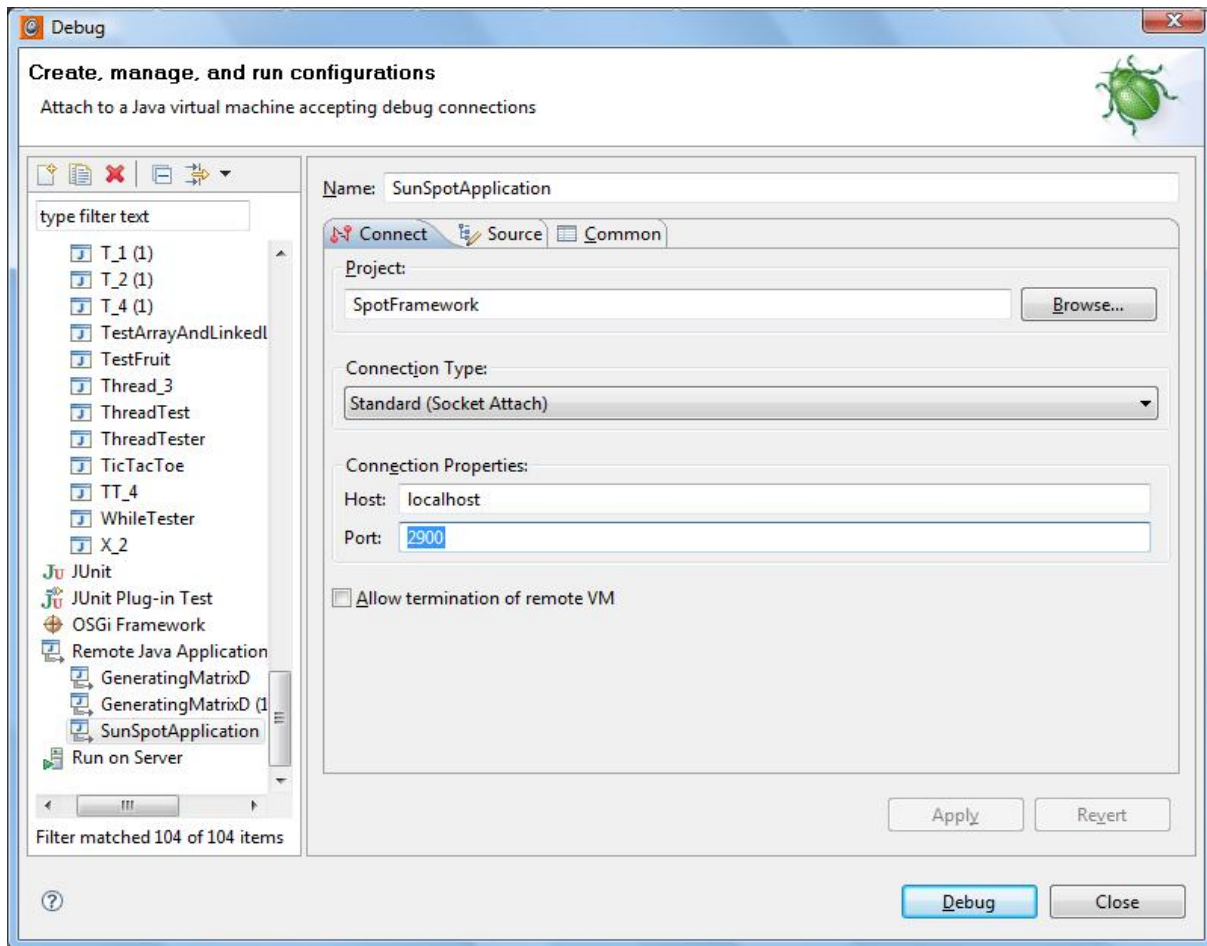 Debug
Create, manage, and run configurations
Attach to a Java virtual machine accepting debug connections
type filter text
T_1 (1)
T_2 (1)
T_4 (1)
TestArrayAndLinkedL
TestFruit
Thread_3
ThreadTest
ThreadTester
TicTacToe
TT_4
WhileTester
X_2
JUnit
JUnit Plug-in Test
OSGi Framework
Remote Java Application
GeneratingMatrixD
GeneratingMatrixD (1
SunSpotApplication
Run on Server
Filter matched 104 of 104 items
Name: SunSpotApplication
Connect Source Common
Project:
SpotFramework Browse...
Connection Type:
Standard (Socket Attach)
Connection Properties:
Host: localhost
Port: 2900
Allow termination of remote VM
Apply Revert
Debug Close